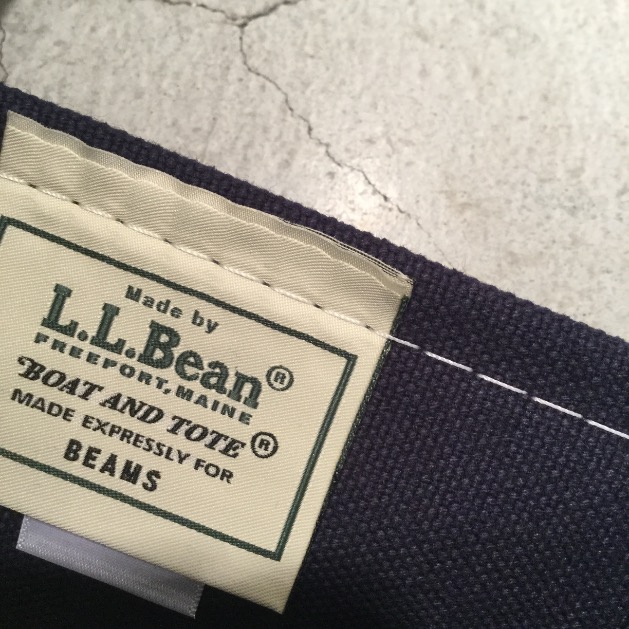 Made by
L.L.Bean®
FREEPORT, MAINE
BOAT AND TOTE®
MADE EXPRESSLY FOR
BEAMS